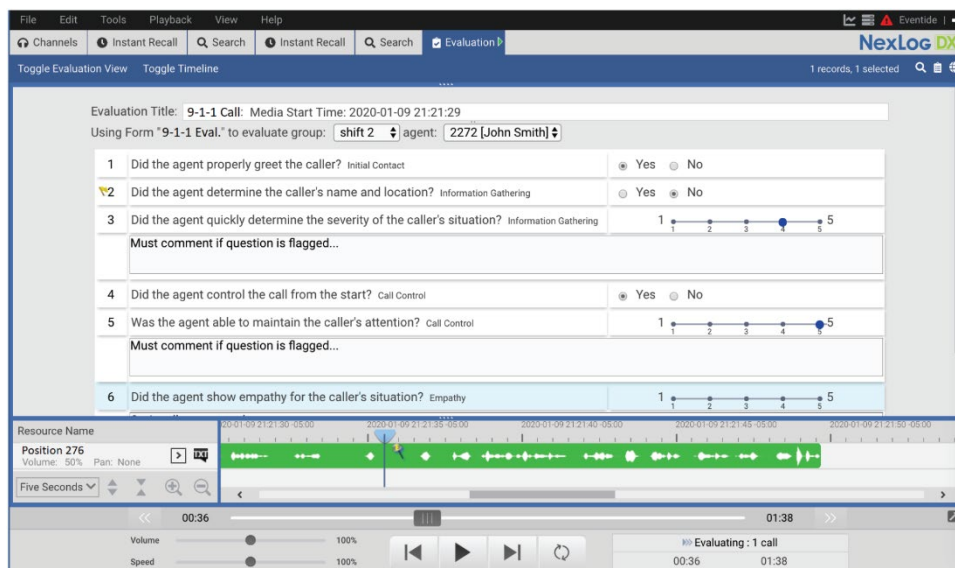 File Edit Tools Playback View Help Eventide
Channels Instant Recall Search Instant Recall Search Evaluation NexLog DX
Toggle Evaluation View Toggle Timeline 1 records, 1 selected
Evaluation Title: 9-1-1 Call: Media Start Time: 2020-01-09 21:21:29
Using Form "9-1-1 Eval." to evaluate group: shift 2 agent: 2272 [John Smith]
1 Did the agent properly greet the caller? Initial Contact Yes No
2 Did the agent determine the caller's name and location? Information Gathering Yes No
3 Did the agent quickly determine the severity of the caller's situation? Information Gathering 1 5
1 2 3 4 5
Must comment if question is flagged...
4 Did the agent control the call from the start? Call Control Yes No
5 Was the agent able to maintain the caller's attention? Call Control 1 5
1 2 3 4 5
Must comment if question is flagged...
6 Did the agent show empathy for the caller's situation? Empathy 1 5
1 2 3 4 5
Resource Name 20-01-09 21:21:30 -05:00 2020-01-09 21:21:35 -05:00 2020-01-09 21:21:40 -05:00 2020-01-09 21:21:45 -05:00 2020-01-09 21:21:50 -05:00
Position 276
Volume: 50% Pan: None
Five Seconds
00:36 01:38
Volume 100% Evaluating : 1 call
Speed 100% 00:36 01:38